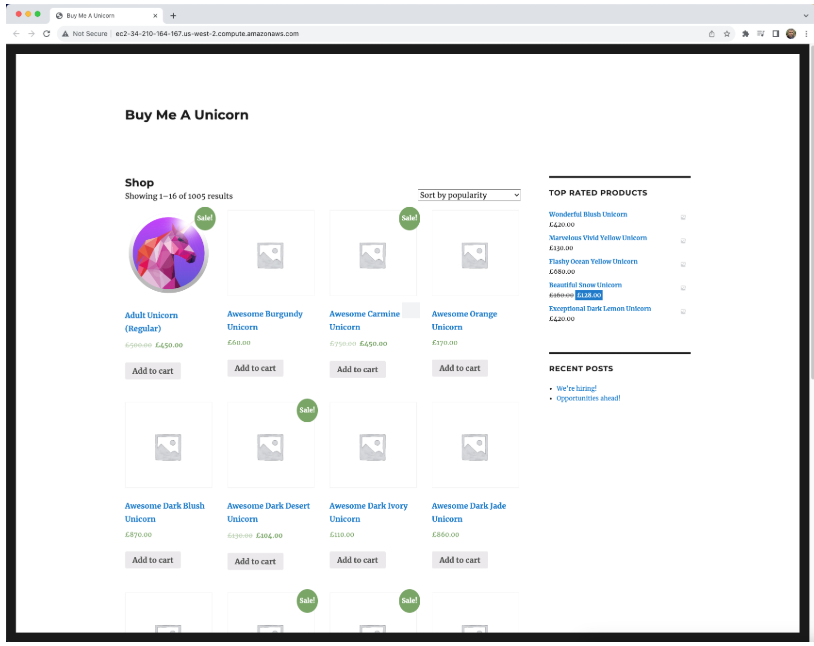 Buy Me A Unicorn
Not Secure ec2-34-210-164-167.us-west-2.compute.amazonaws.com
Buy Me A Unicorn
Shop
Showing 1–16 of 1005 results
Sort by popularity
Sale!
Adult Unicorn
(Regular)
£500.00 £450.00
Add to cart
Awesome Burgundy
Unicorn
£60.00
Add to cart
Sale!
Awesome Carmine
Unicorn
£750.00 £450.00
Add to cart
Awesome Orange
Unicorn
£170.00
Add to cart
Awesome Dark Blush
Unicorn
£870.00
Add to cart
Sale!
Awesome Dark Desert
Unicorn
£130.00 £104.00
Add to cart
Awesome Dark Ivory
Unicorn
£110.00
Add to cart
Awesome Dark Jade
Unicorn
£860.00
Add to cart
Sale!
Sale!
TOP RATED PRODUCTS
Wonderful Blush Unicorn
£420.00
Marvelous Vivid Yellow Unicorn
£130.00
Flashy Ocean Yellow Unicorn
£680.00
Beautiful Snow Unicorn
£160.00 £128.00
Exceptional Dark Lemon Unicorn
£420.00
RECENT POSTS
We're hiring!
Opportunities ahead!